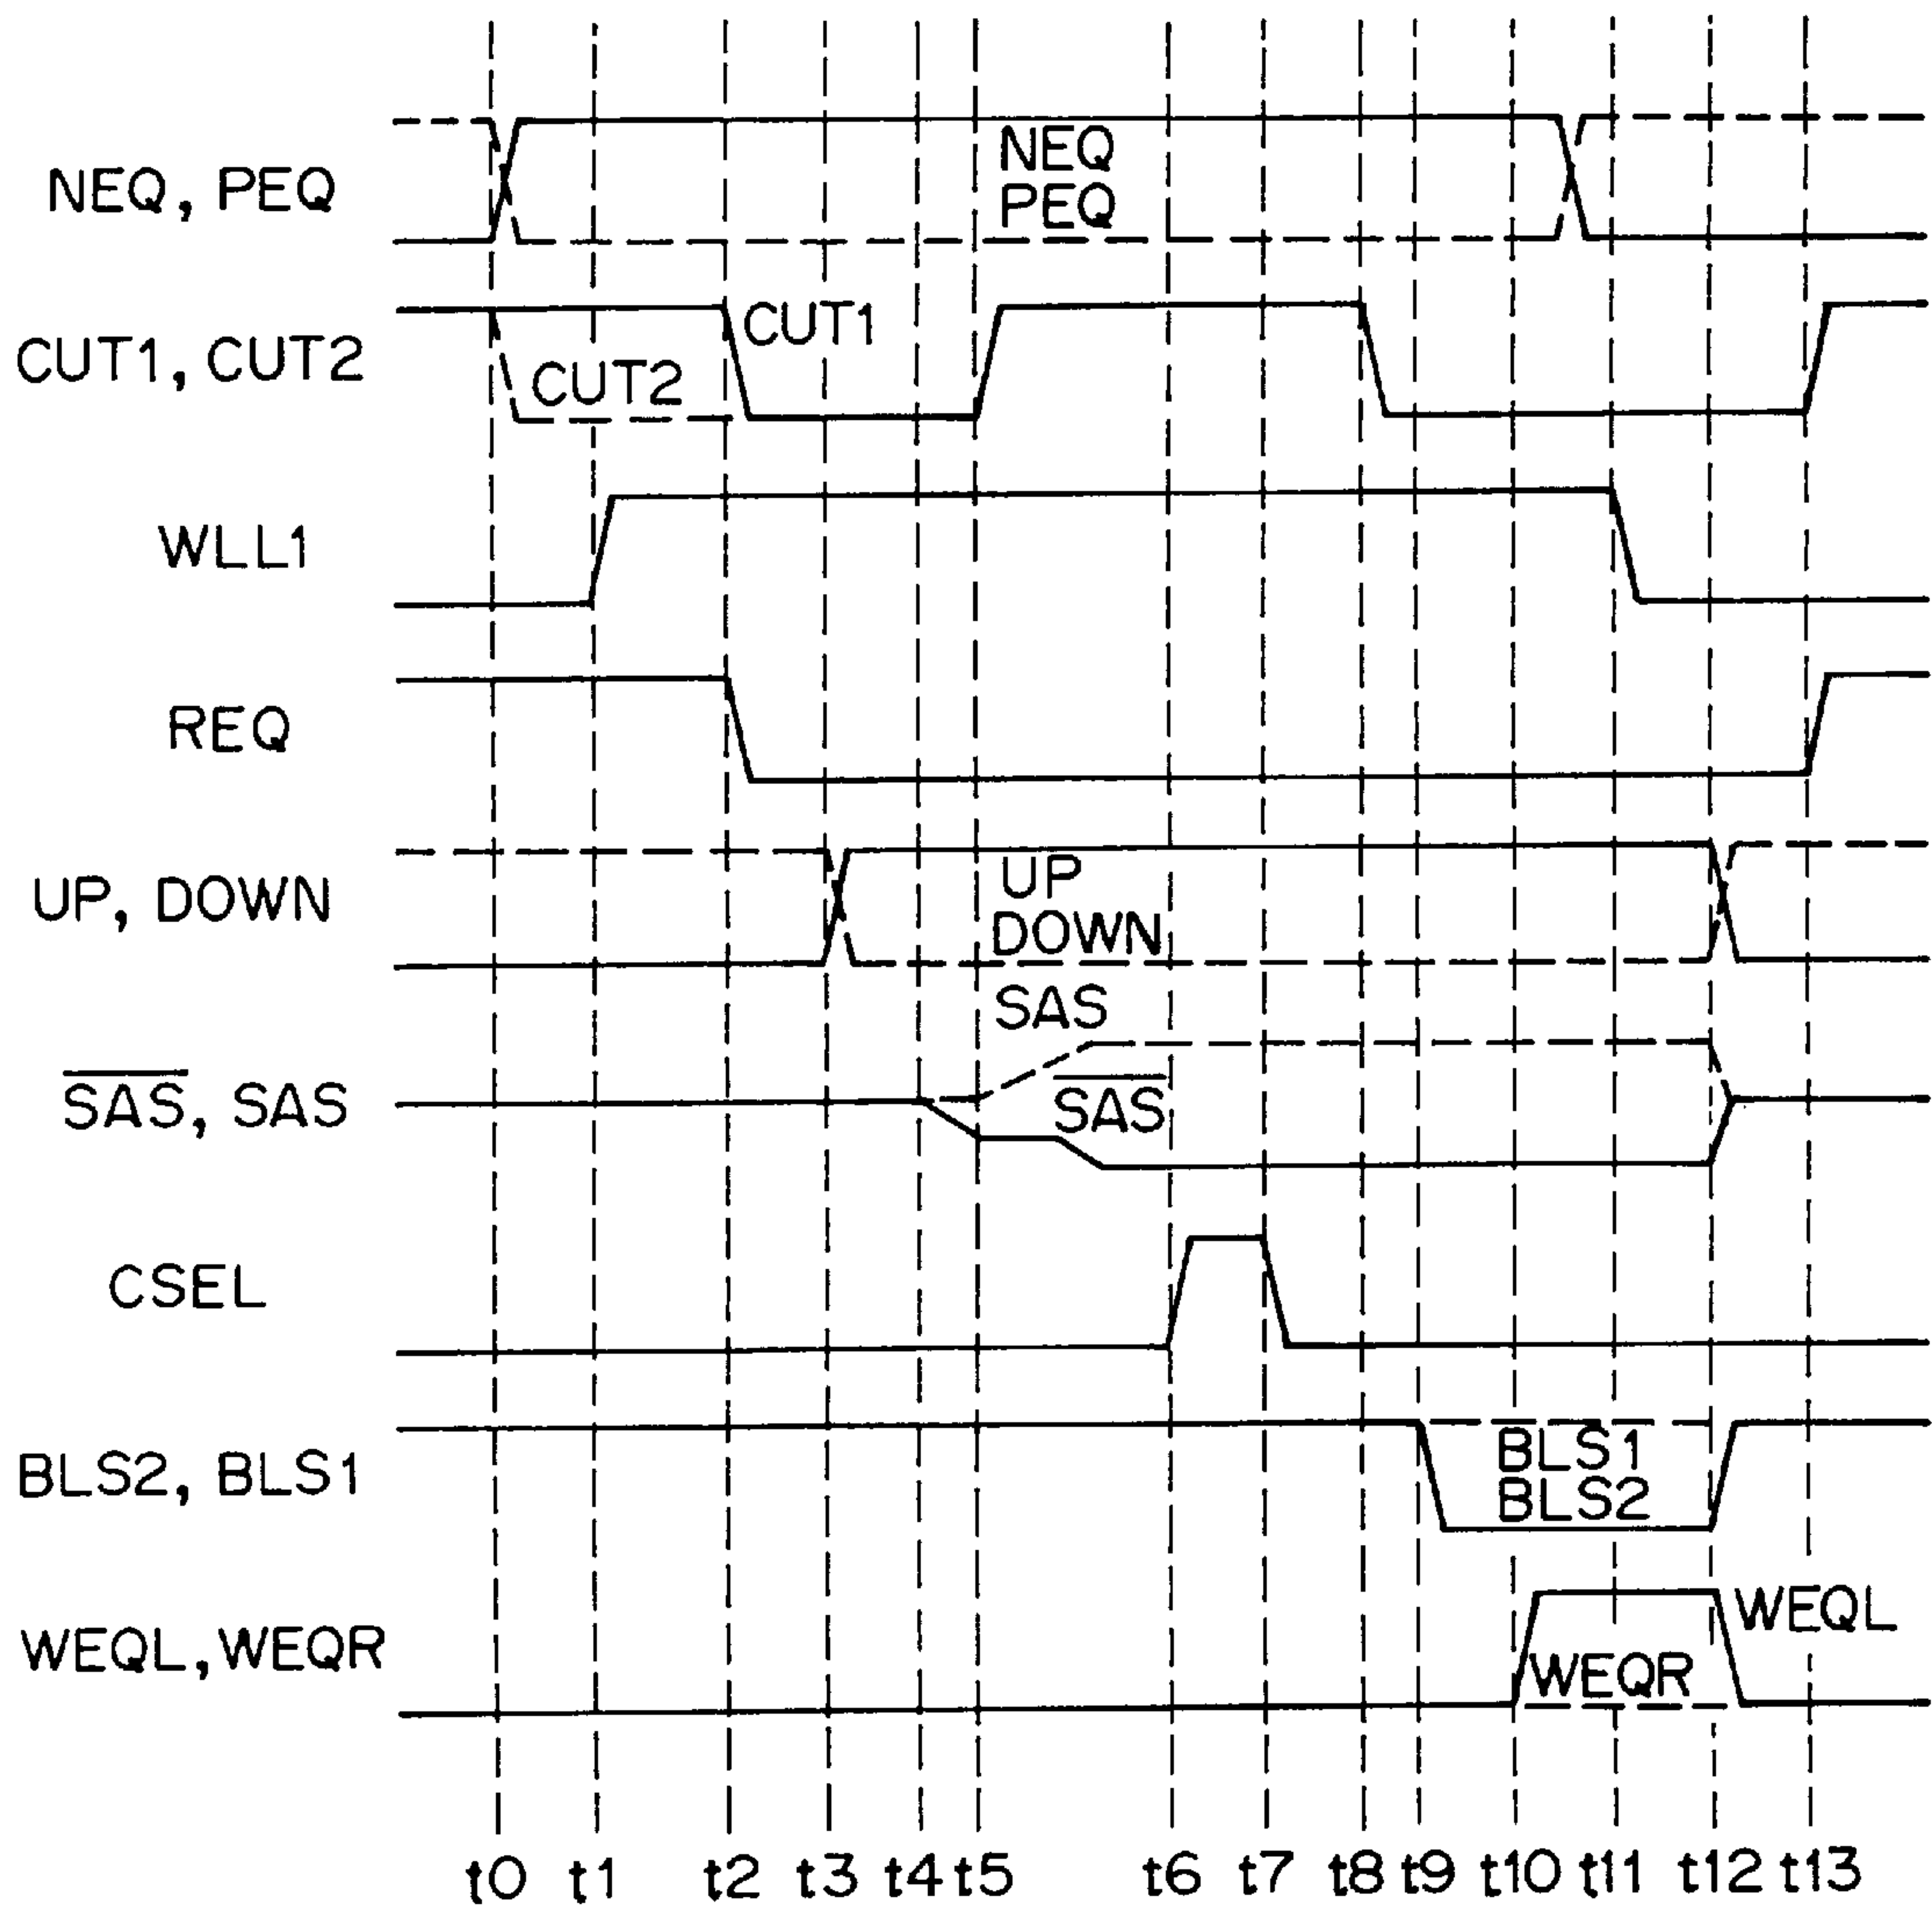 NEQ, PEQ
NEQ
PEQ
CUT1, CUT2
CUT1
CUT2
WLL1
REQ
UP, DOWN
UP
DOWN
S̅A̅S̅, SAS
SAS
S̅A̅S̅
CSEL
BLS2, BLS1
BLS1
BLS2
WEQL, WEQR
WEQL
WEQR
t0 t1 t2 t3 t4 t5 t6 t7 t8 t9 t10 t11 t12 t13